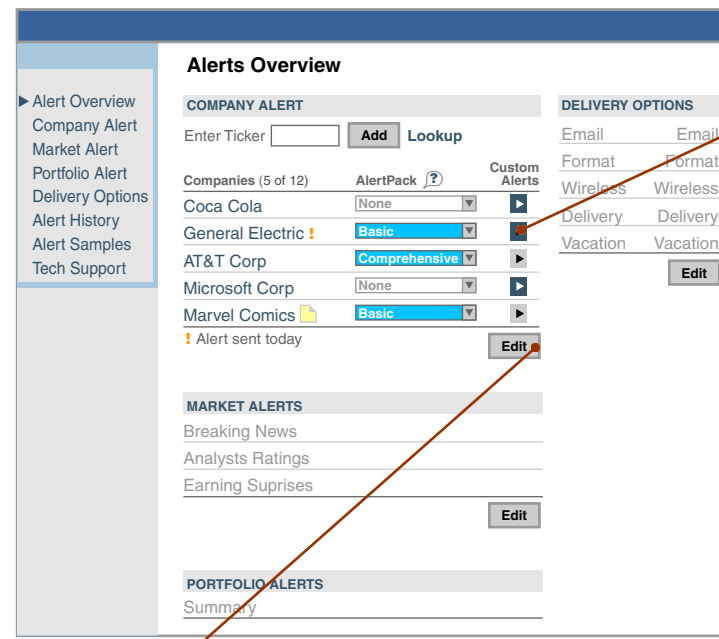 Alerts Overview
Alert Overview
Company Alert
Market Alert
Portfolio Alert
Delivery Options
Alert History
Alert Samples
Tech Support
COMPANY ALERT
Enter Ticker Add Lookup
Companies (5 of 12) AlertPack ? Custom Alerts
Coca Cola None
General Electric ! Basic
AT&T Corp Comprehensive
Microsoft Corp None
Marvel Comics Basic
! Alert sent today Edit
MARKET ALERTS
Breaking News
Analysts Ratings
Earning Suprises
Edit
PORTFOLIO ALERTS
Summary
DELIVERY OPTIONS
Email Email
Format Format
Wireless Wireless
Delivery Delivery
Vacation Vacation
Edit